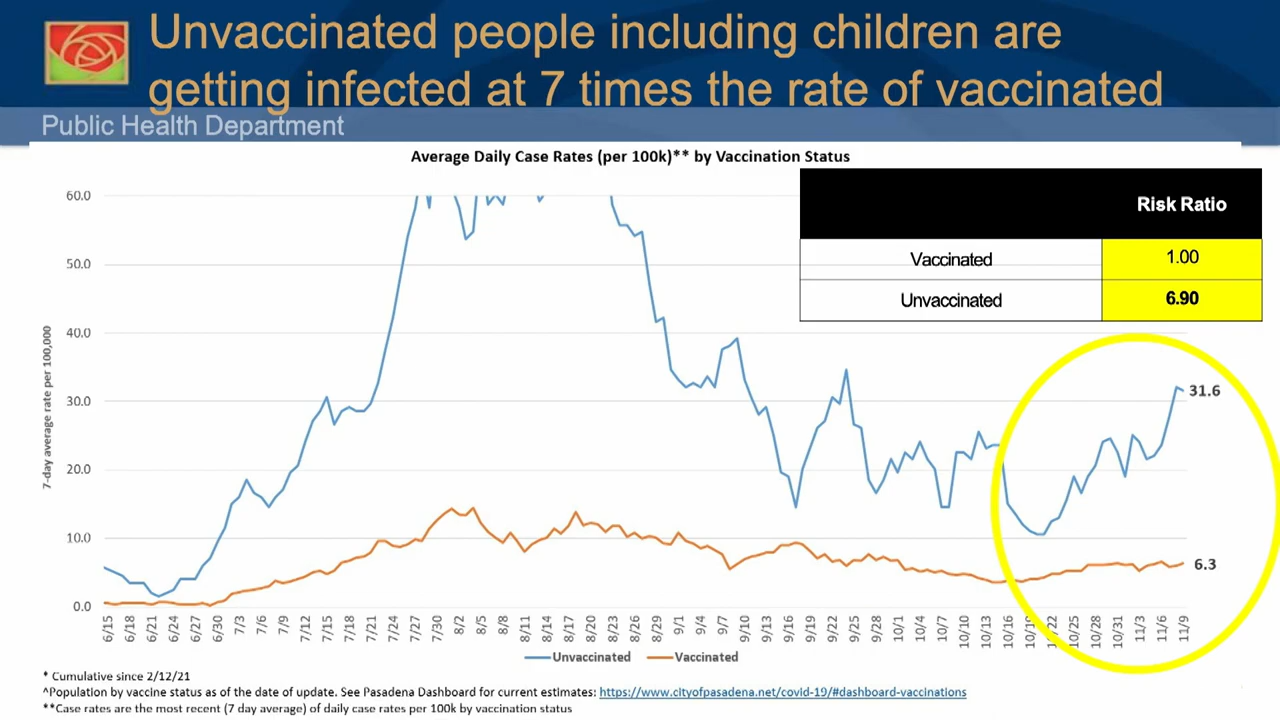 Unvaccinated people including children are
getting infected at 7 times the rate of vaccinated
Public Health Department
Average Daily Case Rates (per 100k)** by Vaccination Status
Risk Ratio
Vaccinated 1.00
Unvaccinated 6.90
7-day average rate per 100,000
60.0
50.0
40.0
30.0
20.0
10.0
0.0
31.6
6.3
6/15 6/18 6/21 6/24 6/27 6/30 7/3 7/6 7/9 7/12 7/15 7/18 7/21 7/24 7/27 7/30 8/2 8/5 8/8 8/11 8/14 8/17 8/20 8/23 8/26 8/29 9/1 9/4 9/7 9/10 9/13 9/16 9/19 9/22 9/25 9/28 10/1 10/4 10/7 10/10 10/13 10/16 10/19 10/22 10/25 10/28 10/31 11/3 11/6 11/9
Unvaccinated Vaccinated
* Cumulative since 2/12/21
^Population by vaccine status as of the date of update. See Pasadena Dashboard for current estimates: https://www.cityofpasadena.net/covid-19/#dashboard-vaccinations
**Case rates are the most recent (7 day average) of daily case rates per 100k by vaccination status